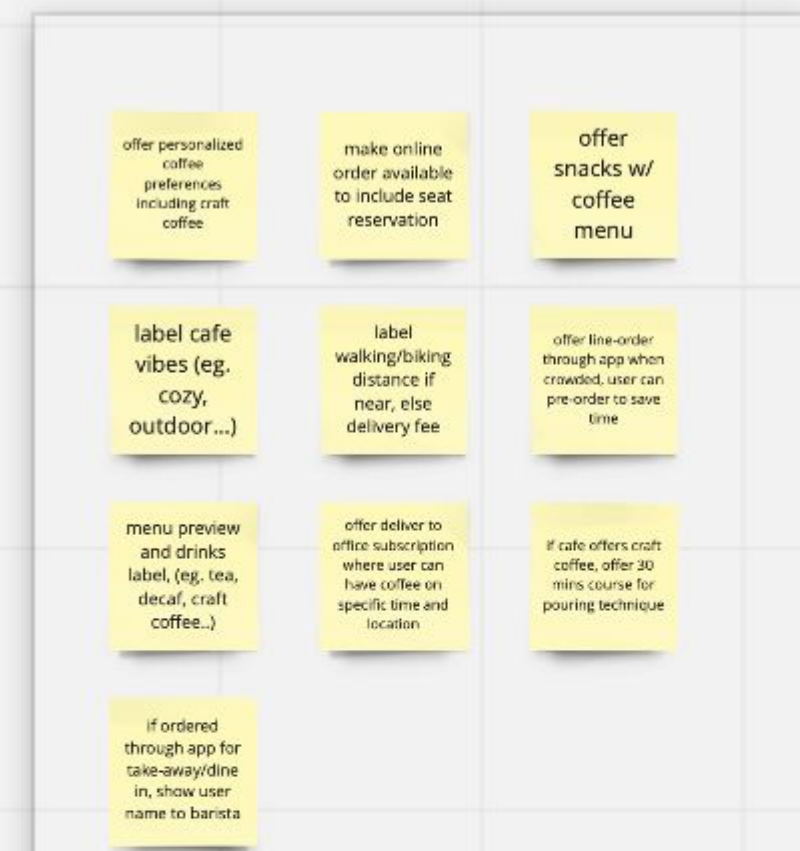 offer personalized
coffee
preferences
including craft
coffee
make online
order available
to include seat
reservation
offer
snacks w/
coffee
menu
label cafe
vibes (eg.
cozy,
outdoor...)
label
walking/biking
distance if
near, else
delivery fee
offer line-order
through app when
crowded, user can
pre-order to save
time
menu preview
and drinks
label, (eg. tea,
decaf, craft
coffee..)
offer deliver to
office subscription
where user can
have coffee on
specific time and
location
if cafe offers craft
coffee, offer 30
mins course for
pouring technique
if ordered
through app for
take-away/dine
in, show user
name to barista